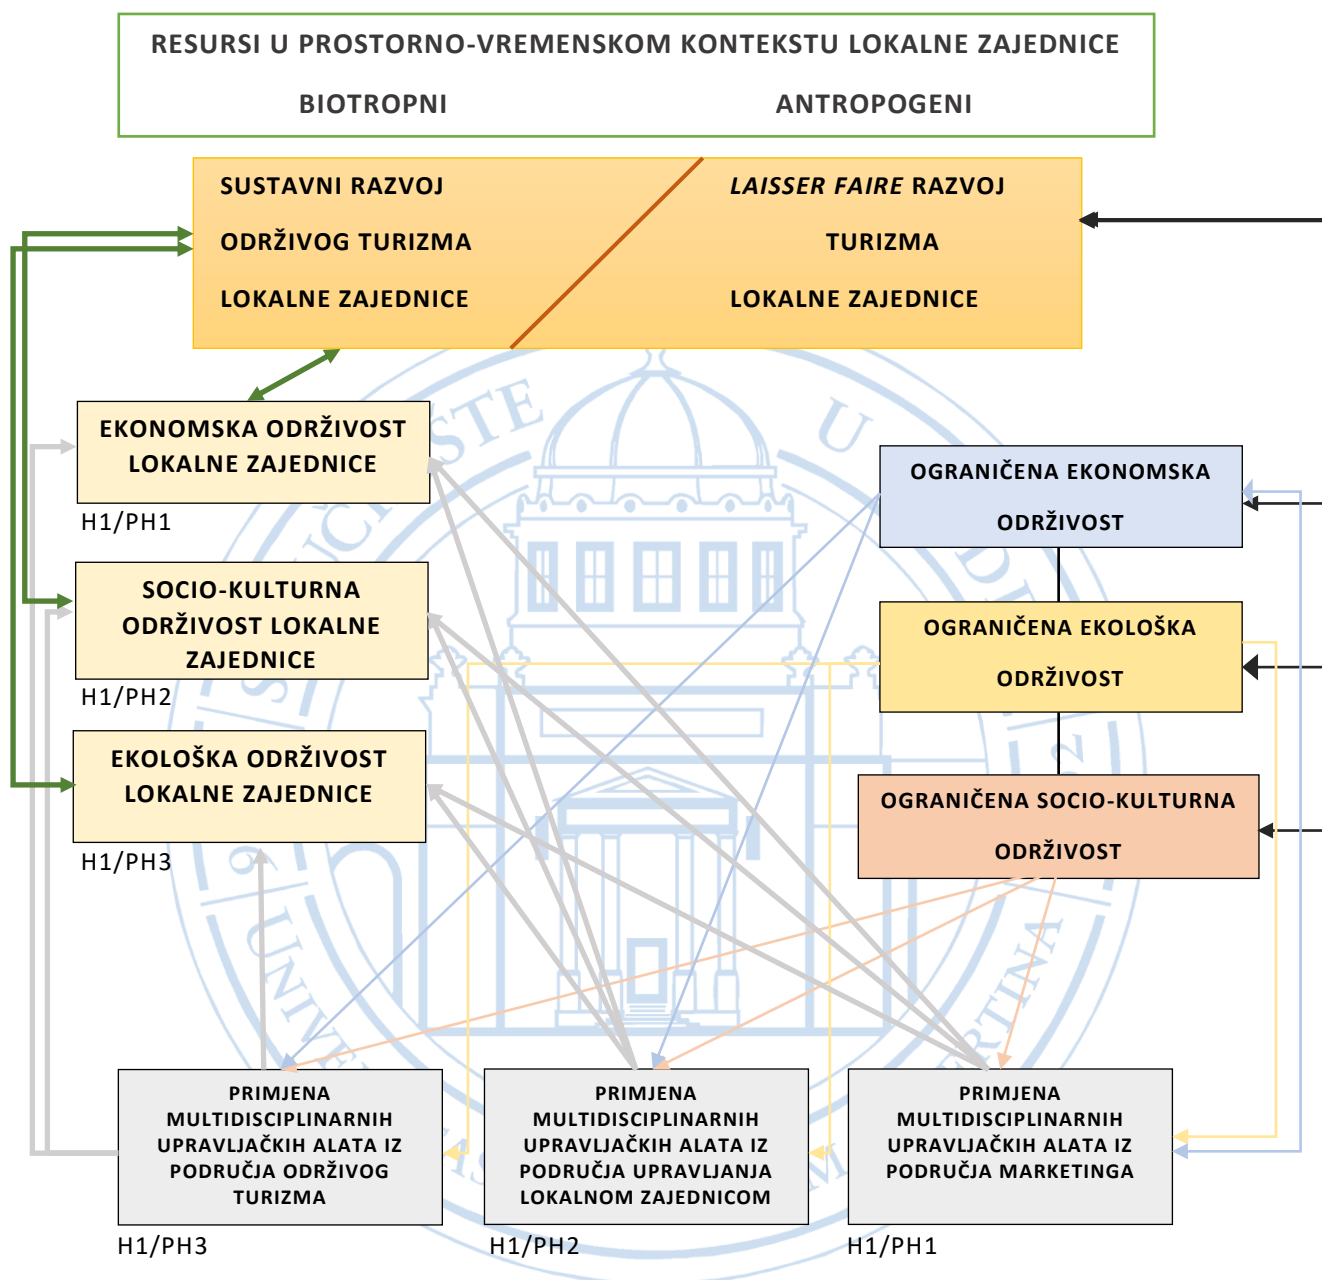 RESURSI U PROSTORNO-VREMENSKOM KONTEKSTU LOKALNE ZAJEDNICE
BIOTROPNI ANTROPOGENI
SUSTAVNI RAZVOJ
ODRŽIVOG TURIZMA
LOKALNE ZAJEDNICE
LAISSER FAIRE RAZVOJ
TURIZMA
LOKALNE ZAJEDNICE
EKONOMSKA ODRŽIVOST
LOKALNE ZAJEDNICE
H1/PH1
SOCIO-KULTURNA
ODRŽIVOST LOKALNE
ZAJEDNICE
H1/PH2
EKOLOŠKA ODRŽIVOST
LOKALNE ZAJEDNICE
H1/PH3
OGRANIČENA EKONOMSKA
ODRŽIVOST
OGRANIČENA EKOLOŠKA
ODRŽIVOST
OGRANIČENA SOCIO-KULTURNA
ODRŽIVOST
PRIMJENA
MULTIDISCIPLINARNIH
UPRAVLJAČKIH ALATA IZ
PODRUČJA ODRŽIVOG
TURIZMA
H1/PH3
PRIMJENA
MULTIDISCIPLINARNIH
UPRAVLJAČKIH ALATA IZ
PODRUČJA UPRAVLJANJA
LOKALNOM ZAJEDNICOM
H1/PH2
PRIMJENA
MULTIDISCIPLINARNIH
UPRAVLJAČKIH ALATA IZ
PODRUČJA MARKETINGA
H1/PH1